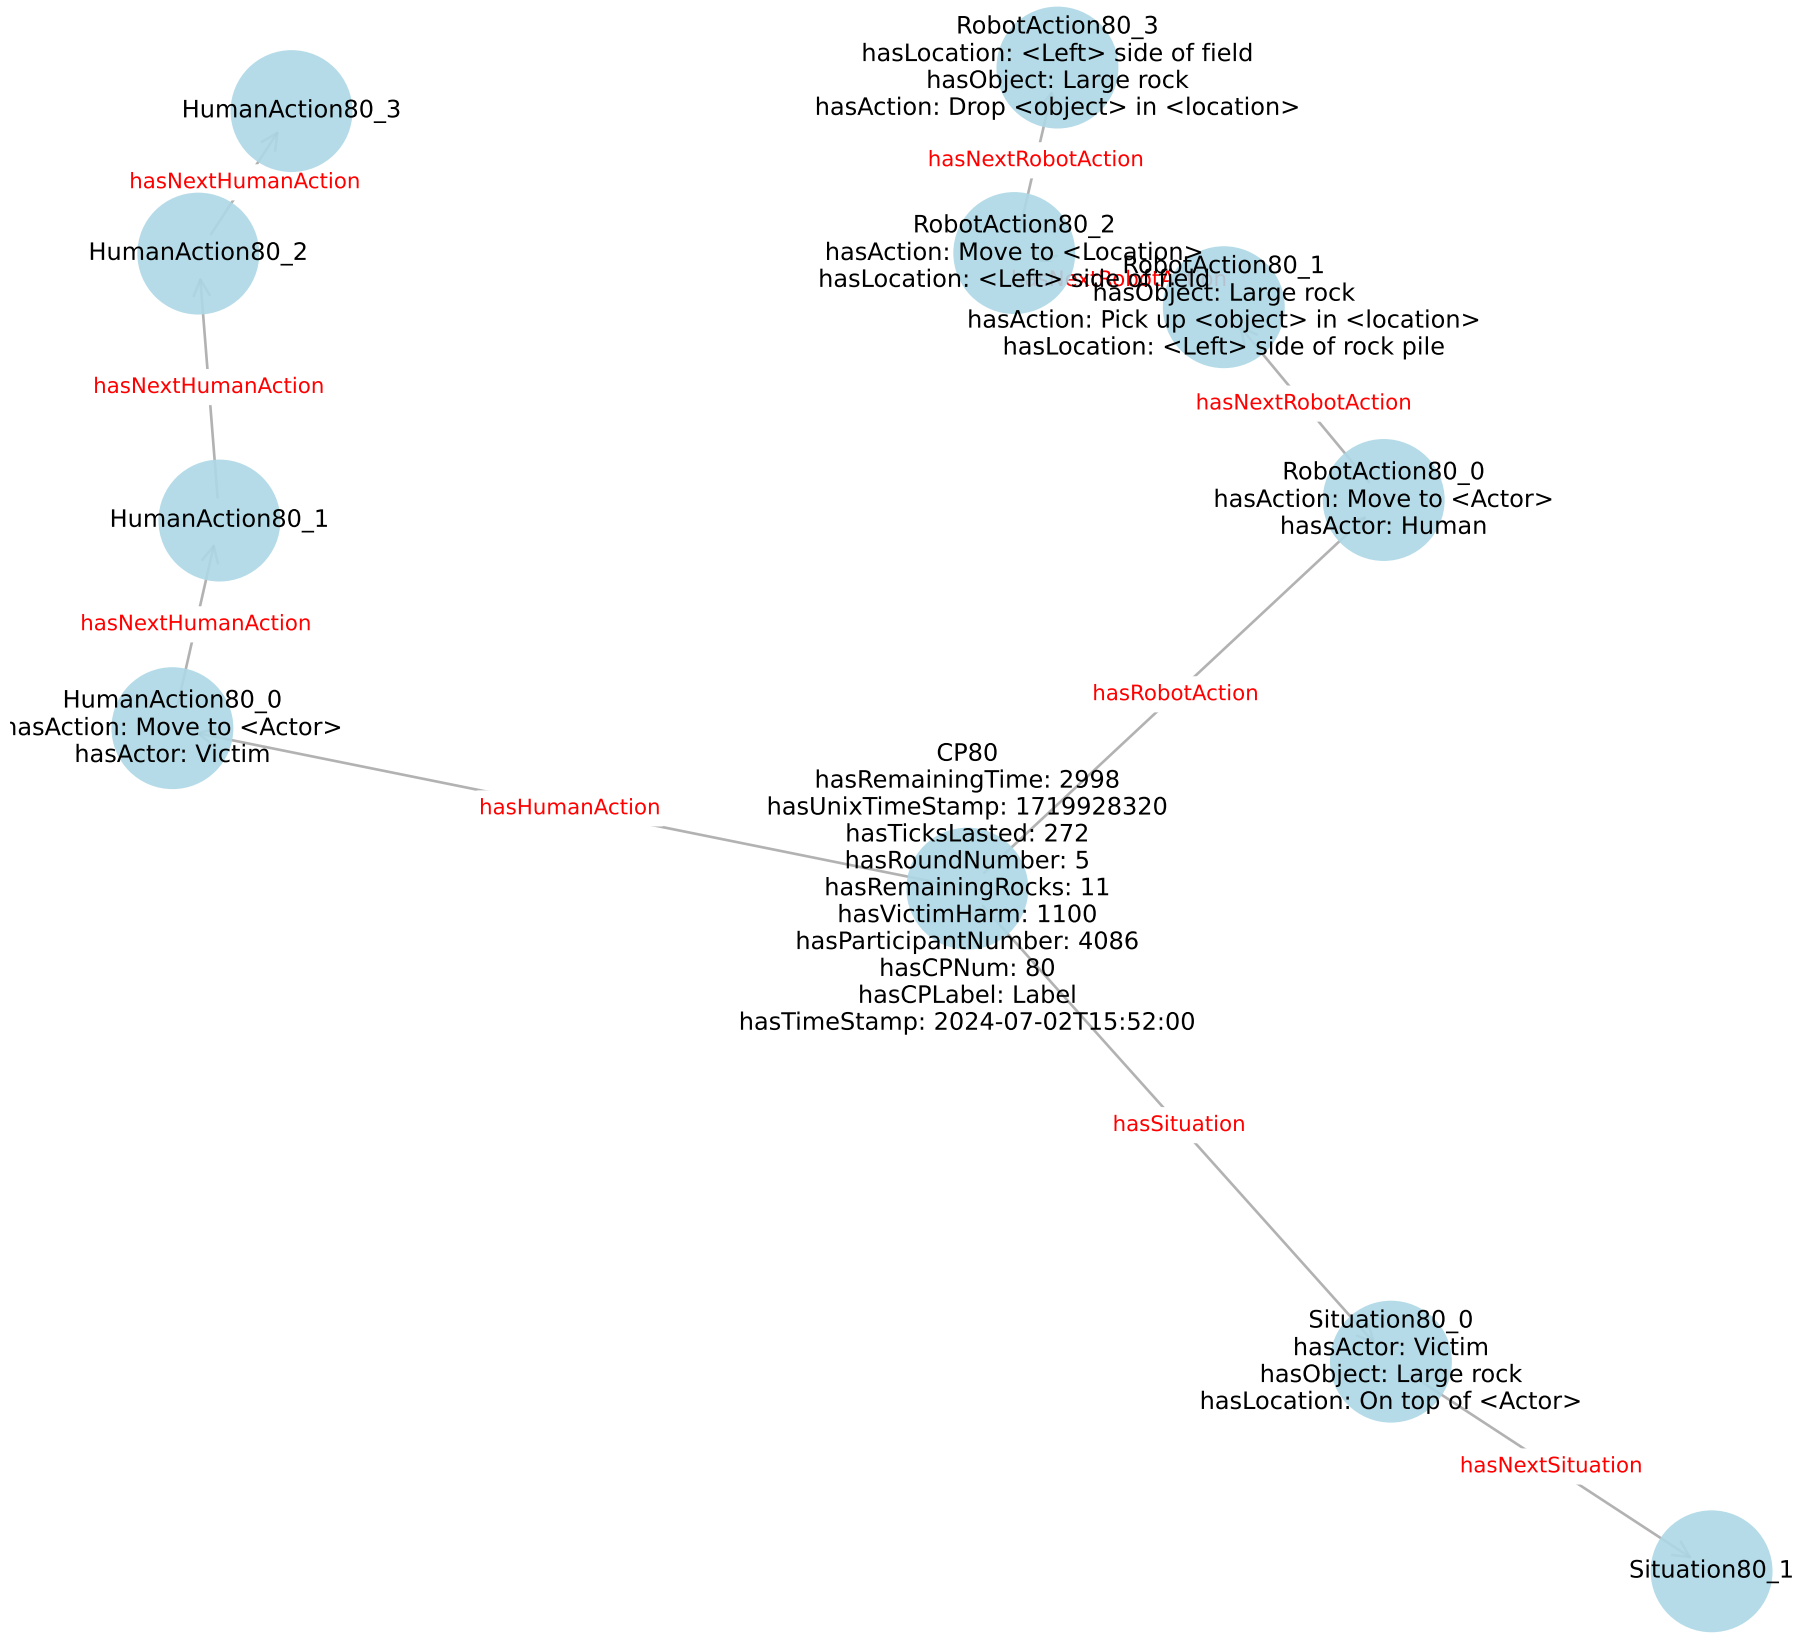 RobotAction80_3
hasLocation: <Left> side of field
hasObject: Large rock
hasAction: Drop <object> in <location>
HumanAction80_3
hasNextRobotAction
hasNextHumanAction
RobotAction80_2
hasAction: Move to <Location>
hasLocation: <Left> side of field
HumanAction80_2
RobotAction80_1
hasObject: Large rock
hasAction: Pick up <object> in <location>
hasLocation: <Left> side of rock pile
hasNextHumanAction
hasNextRobotAction
RobotAction80_0
hasAction: Move to <Actor>
hasActor: Human
HumanAction80_1
hasNextHumanAction
hasRobotAction
HumanAction80_0
hasAction: Move to <Actor>
hasActor: Victim
hasHumanAction
CP80
hasRemainingTime: 2998
hasUnixTimeStamp: 1719928320
hasTicksLasted: 272
hasRoundNumber: 5
hasRemainingRocks: 11
hasVictimHarm: 1100
hasParticipantNumber: 4086
hasCPNum: 80
hasCPLabel: Label
hasTimeStamp: 2024-07-02T15:52:00
hasSituation
Situation80_0
hasActor: Victim
hasObject: Large rock
hasLocation: On top of <Actor>
hasNextSituation
Situation80_1